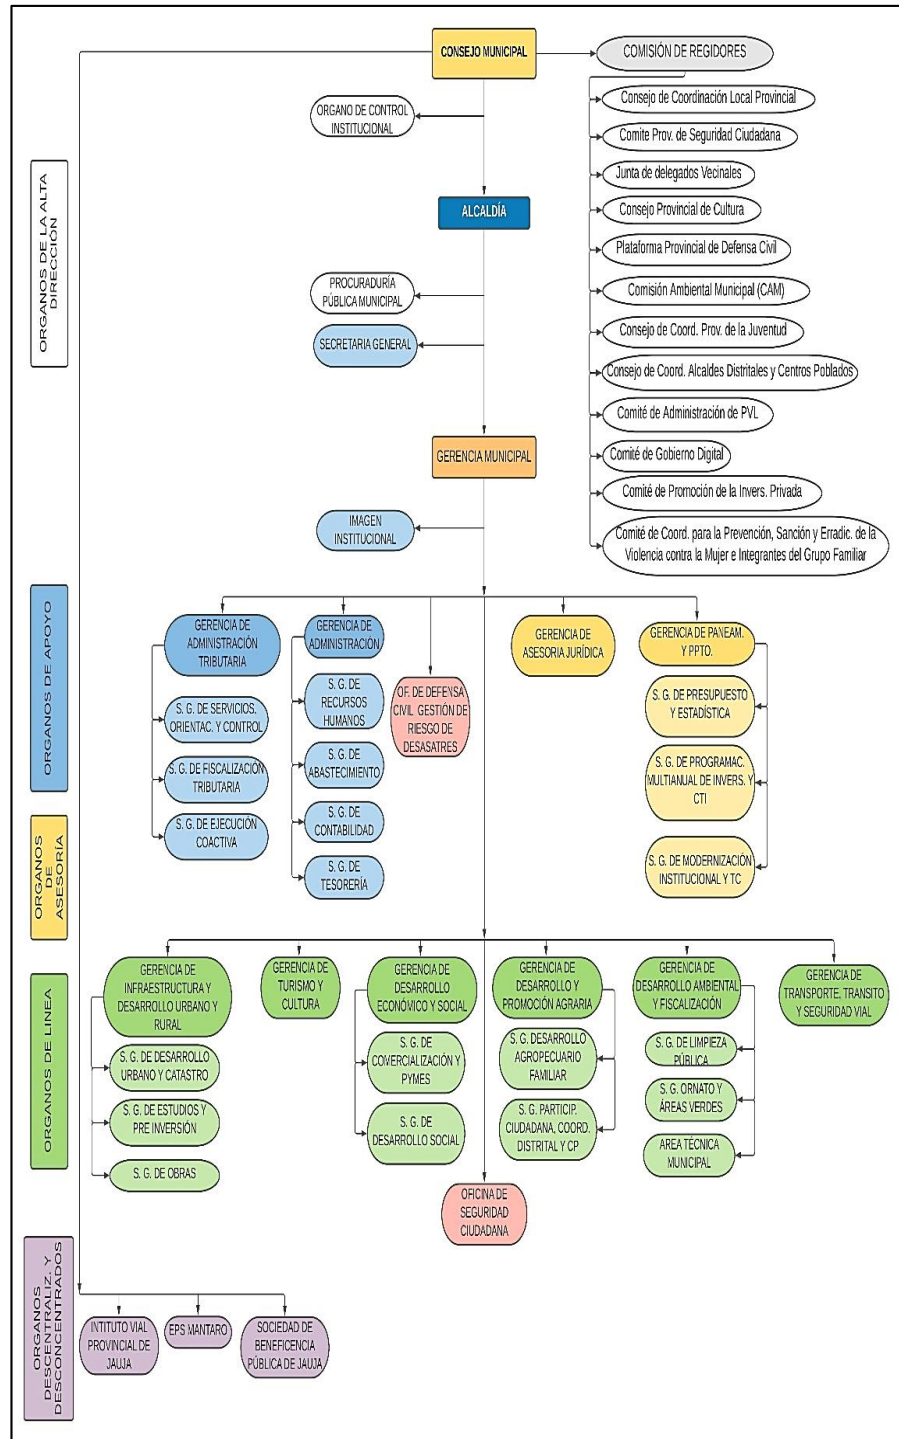 CONSEJO MUNICIPAL
COMISIÓN DE REGIDORES
ORGANO DE CONTROL
INSTITUCIONAL
Consejo de Coordinación Local Provincial
Comite Prov. de Seguridad Ciudadana
Junta de delegados Vecinales
Consejo Provincial de Cultura
Plataforma Provincial de Defensa Civil
Comisión Ambiental Municipal (CAM)
Consejo de Coord. Prov. de la Juventud
Consejo de Coord. Alcaldes Distritales y Centros Poblados
Comité de Administración de PVL
Comité de Gobierno Digital
Comité de Promoción de la Invers. Privada
Comité de Coord. para la Prevención, Sanción y Erradic. de la
Violencia contra la Mujer e Integrantes del Grupo Familiar
ORGANOS DE LA ALTA
DIRECCIÓN
ALCALDÍA
PROCURADURÍA
PÚBLICA MUNICIPAL
SECRETARIA GENERAL
GERENCIA MUNICIPAL
IMAGEN
INSTITUCIONAL
ORGANOS DE APOYO
GERENCIA DE
ADMINISTRACIÓN
TRIBUTARIA
S. G. DE SERVICIOS.
ORIENTAC. Y CONTROL
S. G. DE FISCALIZACIÓN
TRIBUTARIA
S. G. DE EJECUCIÓN
COACTIVA
GERENCIA DE
ADMINISTRACIÓN
S. G. DE
RECURSOS
HUMANOS
S. G. DE
ABASTECIMIENTO
S. G. DE
CONTABILIDAD
S. G. DE
TESORERÍA
OF. DE DEFENSA
CIVIL GESTIÓN DE
RIESGO DE
DESASATRES
GERENCIA DE
ASESORIA JURÍDICA
GERENCIA DE PANEAM.
Y PPTO.
S. G. DE PRESUPUESTO
Y ESTADÍSTICA
S. G. DE PROGRAMAC.
MULTIANUAL DE INVERS. Y
CTI
S. G. DE MODERNIZACIÓN
INSTITUCIONAL Y TC
ORGANOS
DE
ASESORÍA
ORGANOS DE LINEA
GERENCIA DE
INFRAESTRUCTURA Y
DESARROLLO URBANO Y
RURAL
S. G. DE DESARROLLO
URBANO Y CATASTRO
S. G. DE ESTUDIOS Y
PRE INVERSIÓN
S. G. DE OBRAS
GERENCIA DE
TURISMO Y
CULTURA
GERENCIA DE
DESARROLLO
ECONÓMICO Y SOCIAL
S. G. DE
COMERCIALIZACIÓN Y
PYMES
S. G. DE
DESARROLLO SOCIAL
GERENCIA DE
DESARROLLO Y
PROMOCIÓN AGRARIA
S. G. DESARROLLO
AGROPECUARIO
FAMILIAR
S. G. PARTICIP.
CIUDADANA, COORD.
DISTRITAL Y CP
GERENCIA DE
DESARROLLO AMBIENTAL
Y FISCALIZACIÓN
S. G. DE LIMPIEZA
PÚBLICA
S. G. ORNATO Y
ÁREAS VERDES
AREA TÉCNICA
MUNICIPAL
GERENCIA DE
TRANSPORTE, TRANSITO
Y SEGURIDAD VIAL
OFICINA DE
SEGURIDAD
CIUDADANA
ORGANOS
DESCENTRALIZ. Y
DESCONCENTRADOS
INTITUTO VIAL
PROVINCIAL DE
JAUJA
EPS MANTARO
SOCIEDAD DE
BENEFICENCIA
PÚBLICA DE JAUJA